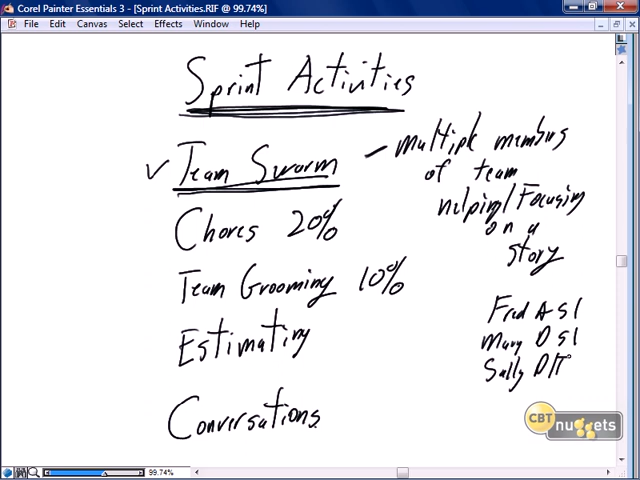 Corel Painter Essentials 3 - [Sprint Activities.RIF @ 99.74%]
File Edit Canvas Select Effects Window Help
Sprint Activities
Team Swarm - multiple members
of team
helping/Focusing
on a
story
Chores 20%
Team Grooming 10%
Estimating
Conversations
Fred A S1
Mary D S1
Sally D/T
CBT nuggets
99.74%